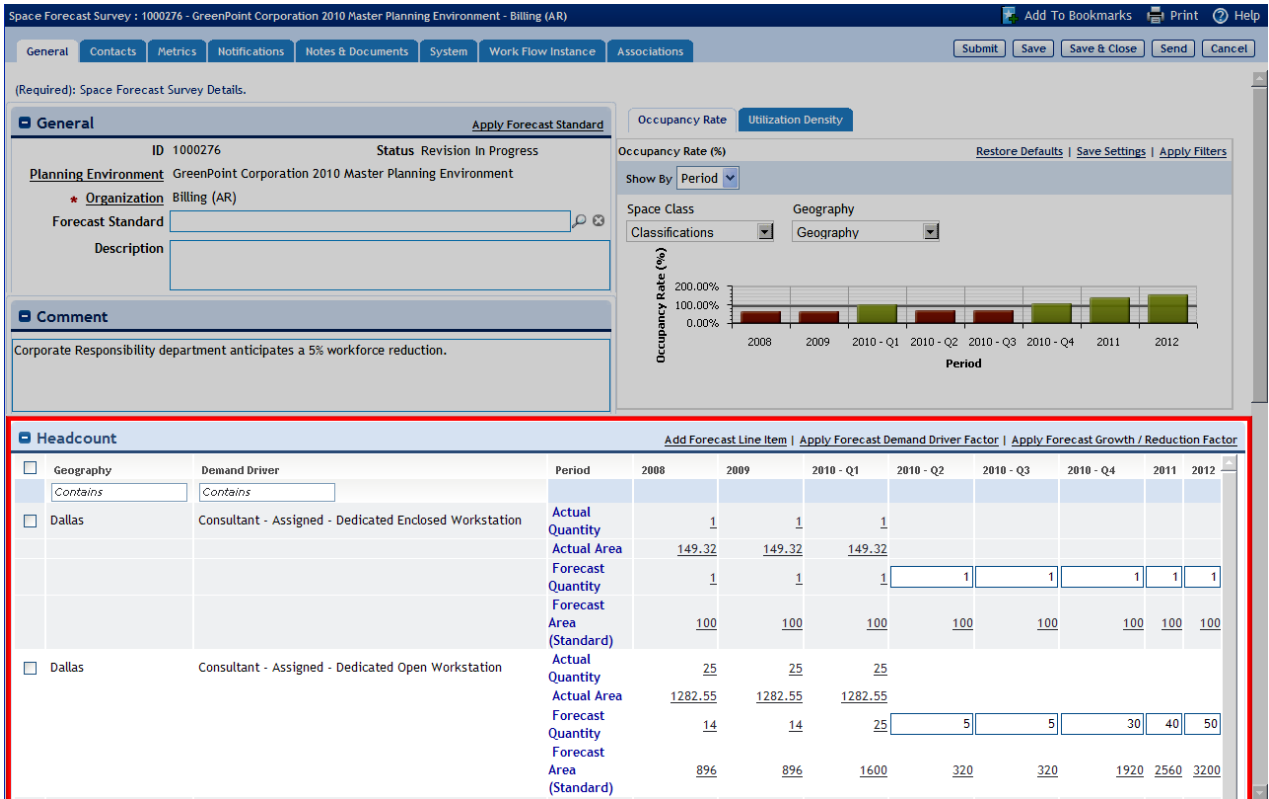 Space Forecast Survey : 1000276 - GreenPoint Corporation 2010 Master Planning Environment - Billing (AR)
Add To Bookmarks Print Help
General Contacts Metrics Notifications Notes & Documents System Work Flow Instance Associations
Submit Save Save & Close Send Cancel
(Required): Space Forecast Survey Details.
General Apply Forecast Standard
ID 1000276 Status Revision In Progress
Planning Environment GreenPoint Corporation 2010 Master Planning Environment
* Organization Billing (AR)
Forecast Standard
Description
Comment
Corporate Responsibility department anticipates a 5% workforce reduction.
Occupancy Rate Utilization Density
Occupancy Rate (%) Restore Defaults | Save Settings | Apply Filters
Show By Period
Space Class Geography
Classifications Geography
Occupancy Rate (%)
200.00%
100.00%
0.00%
2008 2009 2010 - Q1 2010 - Q2 2010 - Q3 2010 - Q4 2011 2012
Period
Headcount Add Forecast Line Item | Apply Forecast Demand Driver Factor | Apply Forecast Growth / Reduction Factor
Geography Demand Driver Period 2008 2009 2010 - Q1 2010 - Q2 2010 - Q3 2010 - Q4 2011 2012
Contains Contains
Dallas Consultant - Assigned - Dedicated Enclosed Workstation Actual
Quantity 1 1 1
Actual Area 149.32 149.32 149.32
Forecast
Quantity 1 1 1 1 1 1 1 1
Forecast
Area
(Standard) 100 100 100 100 100 100 100 100
Dallas Consultant - Assigned - Dedicated Open Workstation Actual
Quantity 25 25 25
Actual Area 1282.55 1282.55 1282.55
Forecast
Quantity 14 14 25 5 5 30 40 50
Forecast
Area
(Standard) 896 896 1600 320 320 1920 2560 3200